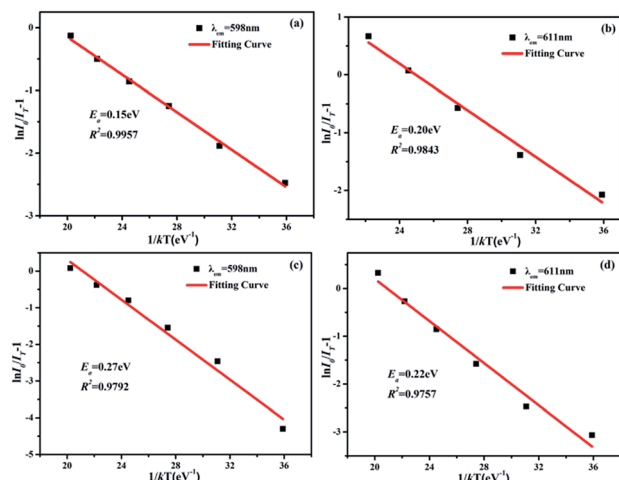 (a)
λem=598nm
Fitting Curve
Ea=0.15eV
R²=0.9957
lnI0/IT-1
0
-1
-2
-3
20 24 28 32 36
1/kT(eV⁻¹)
(b)
λem=611nm
Fitting Curve
Ea=0.20eV
R²=0.9843
lnI0/IT-1
1
0
-1
-2
24 28 32 36
1/kT(eV⁻¹)
(c)
λem=598nm
Fitting Curve
Ea=0.27eV
R²=0.9792
lnI0/IT-1
0
-1
-2
-3
-4
-5
20 24 28 32 36
1/kT(eV⁻¹)
(d)
λem=611nm
Fitting Curve
Ea=0.22eV
R²=0.9757
lnI0/IT-1
0
-1
-2
-3
20 24 28 32 36
1/kT(eV⁻¹)